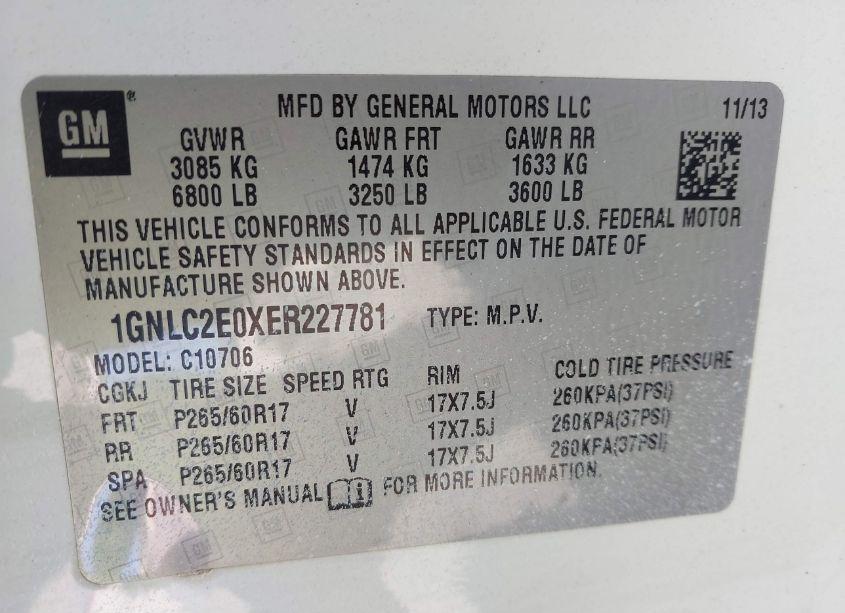 GM®
MFD BY GENERAL MOTORS LLC 11/13
GVWR GAWR FRT GAWR RR
3085 KG 1474 KG 1633 KG
6800 LB 3250 LB 3600 LB
THIS VEHICLE CONFORMS TO ALL APPLICABLE U.S. FEDERAL MOTOR
VEHICLE SAFETY STANDARDS IN EFFECT ON THE DATE OF
MANUFACTURE SHOWN ABOVE.
1GNLC2E0XER227781 TYPE: M.P.V.
MODEL: C10706
CGKJ TIRE SIZE SPEED RTG RIM COLD TIRE PRESSURE
FRT P265/60R17 V 17X7.5J 260KPA(37PSI)
RR P265/60R17 V 17X7.5J 260KPA(37PSI)
SPA P265/60R17 V 17X7.5J 260KPA(37PSI)
SEE OWNER'S MANUAL FOR MORE INFORMATION.